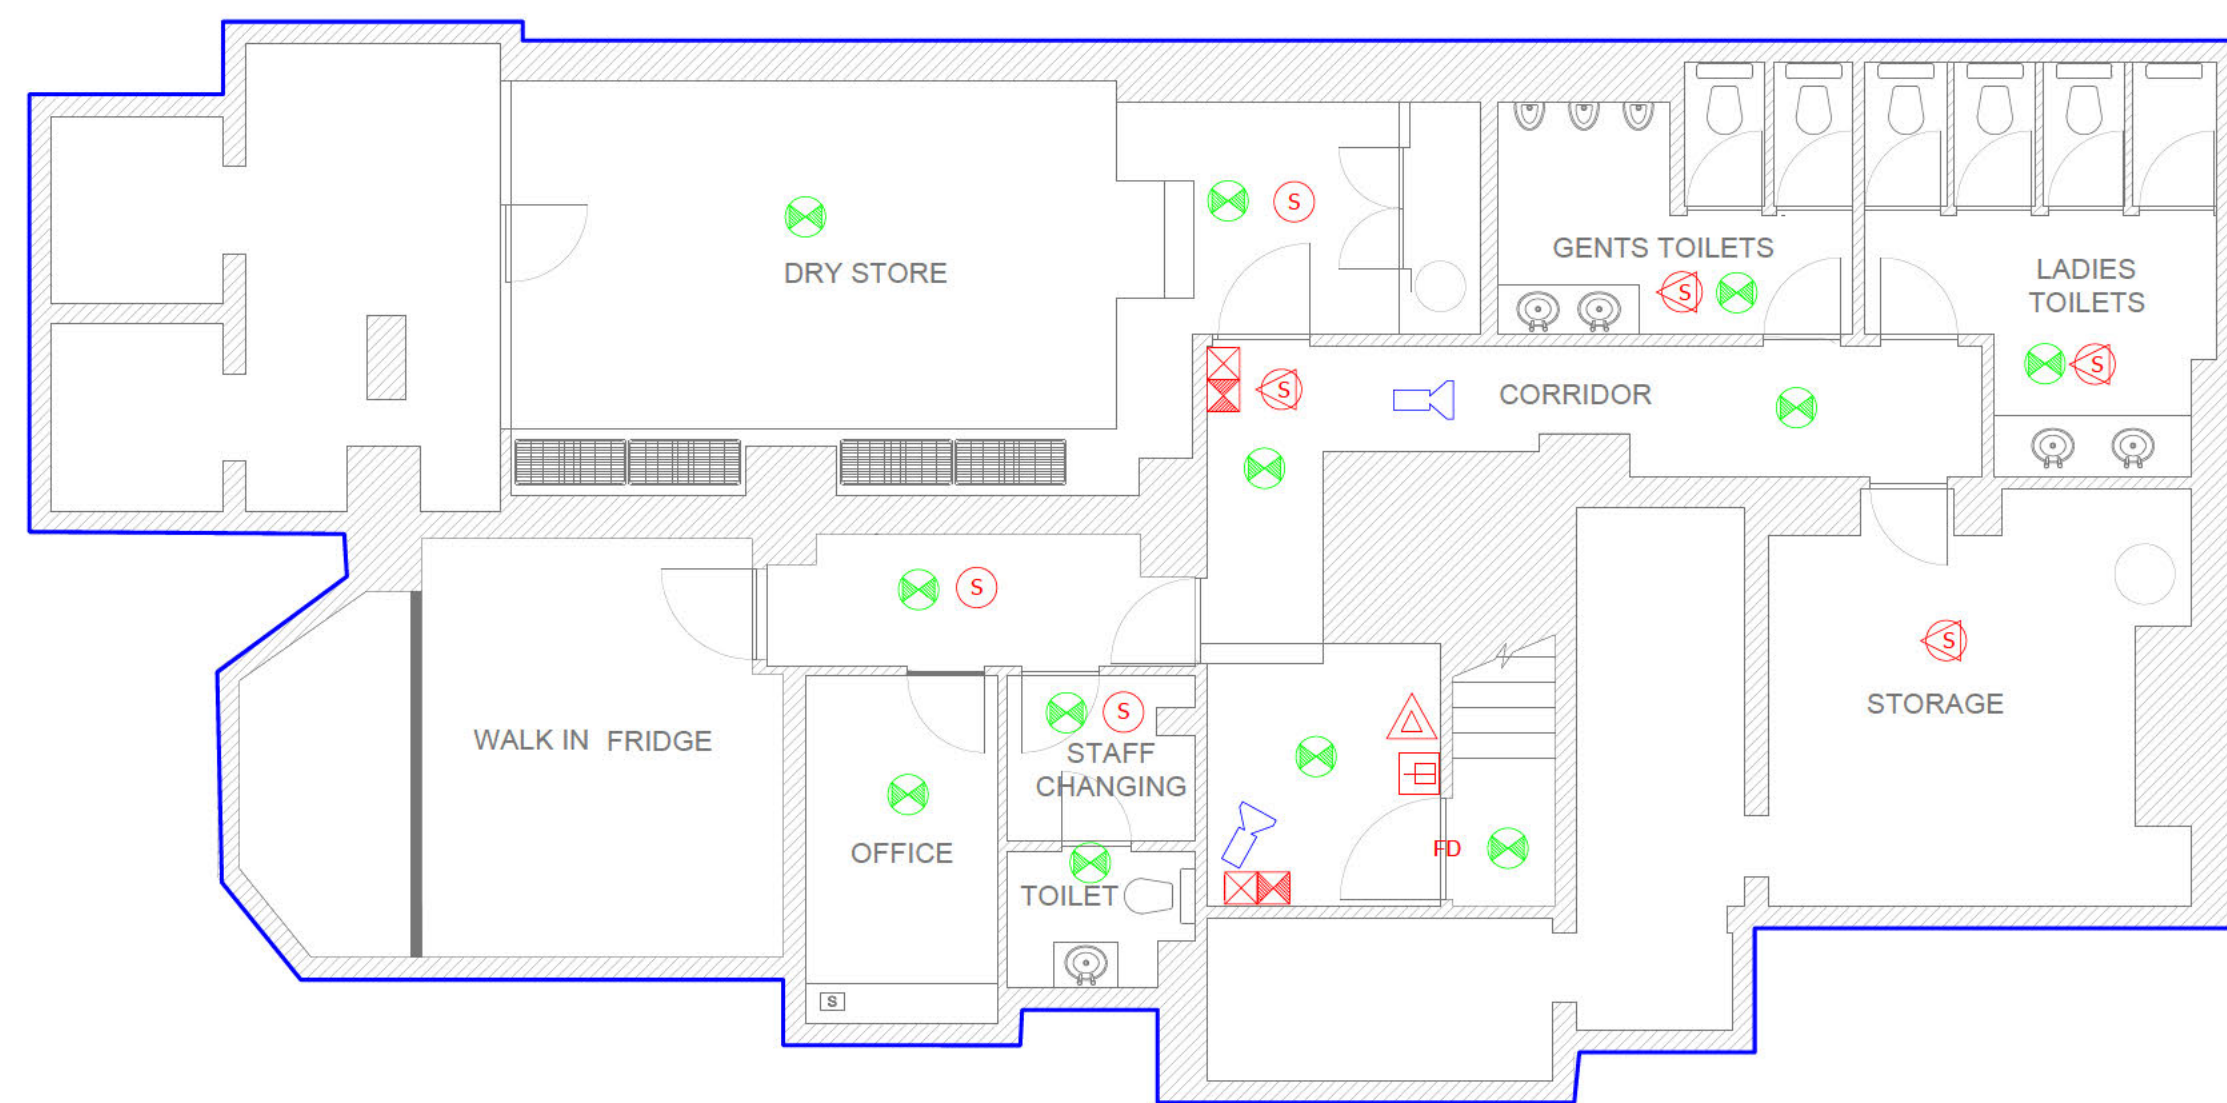 S
DRY STORE
GENTS TOILETS
S
LADIES
TOILETS
S
S
CORRIDOR
S
S
STORAGE
WALK IN FRIDGE
S
STAFF
CHANGING
OFFICE
TOILET
FD
S